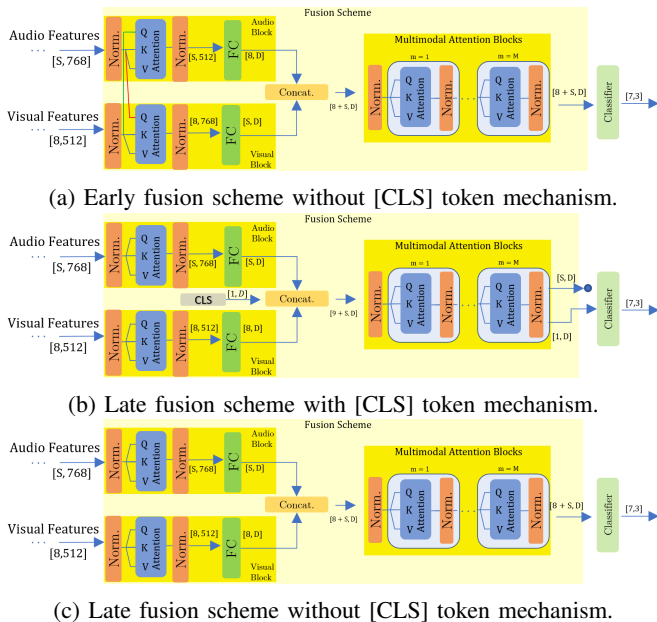 Fusion Scheme
Audio Features
. . .
[S,768]
Norm.
Q
K
V
Attention
Norm.
[S,512]
FC
Audio
Block
[8, D]
Visual Features
. . .
[8,512]
Norm.
Q
K
V
Attention
Norm.
[8,768]
FC
[S, D]
Visual
Block
Concat.
[8 + S, D]
Multimodal Attention Blocks
m = 1
m = M
Norm.
Q
K
V
Attention
Norm.
. . .
Q
K
V
Attention
Norm.
[8 + S, D]
Classifier
[7,3]
(a) Early fusion scheme without [CLS] token mechanism.
Fusion Scheme
Audio Features
. . .
[S,768]
Norm.
Q
K
V
Attention
Norm.
[S,768]
FC
Audio
Block
[S, D]
CLS
[1, D]
Visual Features
. . .
[8,512]
Norm.
Q
K
V
Attention
Norm.
[8,512]
FC
[8, D]
Visual
Block
Concat.
[9 + S, D]
Multimodal Attention Blocks
m = 1
m = M
Norm.
Q
K
V
Attention
Norm.
. . .
Q
K
V
Attention
Norm.
[S, D]
[1, D]
Classifier
[7,3]
(b) Late fusion scheme with [CLS] token mechanism.
Fusion Scheme
Audio Features
. . .
[S,768]
Norm.
Q
K
V
Attention
Norm.
[S,768]
FC
Audio
Block
[S, D]
Visual Features
. . .
[8,512]
Norm.
Q
K
V
Attention
Norm.
[8,512]
FC
[8, D]
Visual
Block
Concat.
[8 + S, D]
Multimodal Attention Blocks
m = 1
m = M
Norm.
Q
K
V
Attention
Norm.
. . .
Q
K
V
Attention
Norm.
[8 + S, D]
Classifier
[7,3]
(c) Late fusion scheme without [CLS] token mechanism.